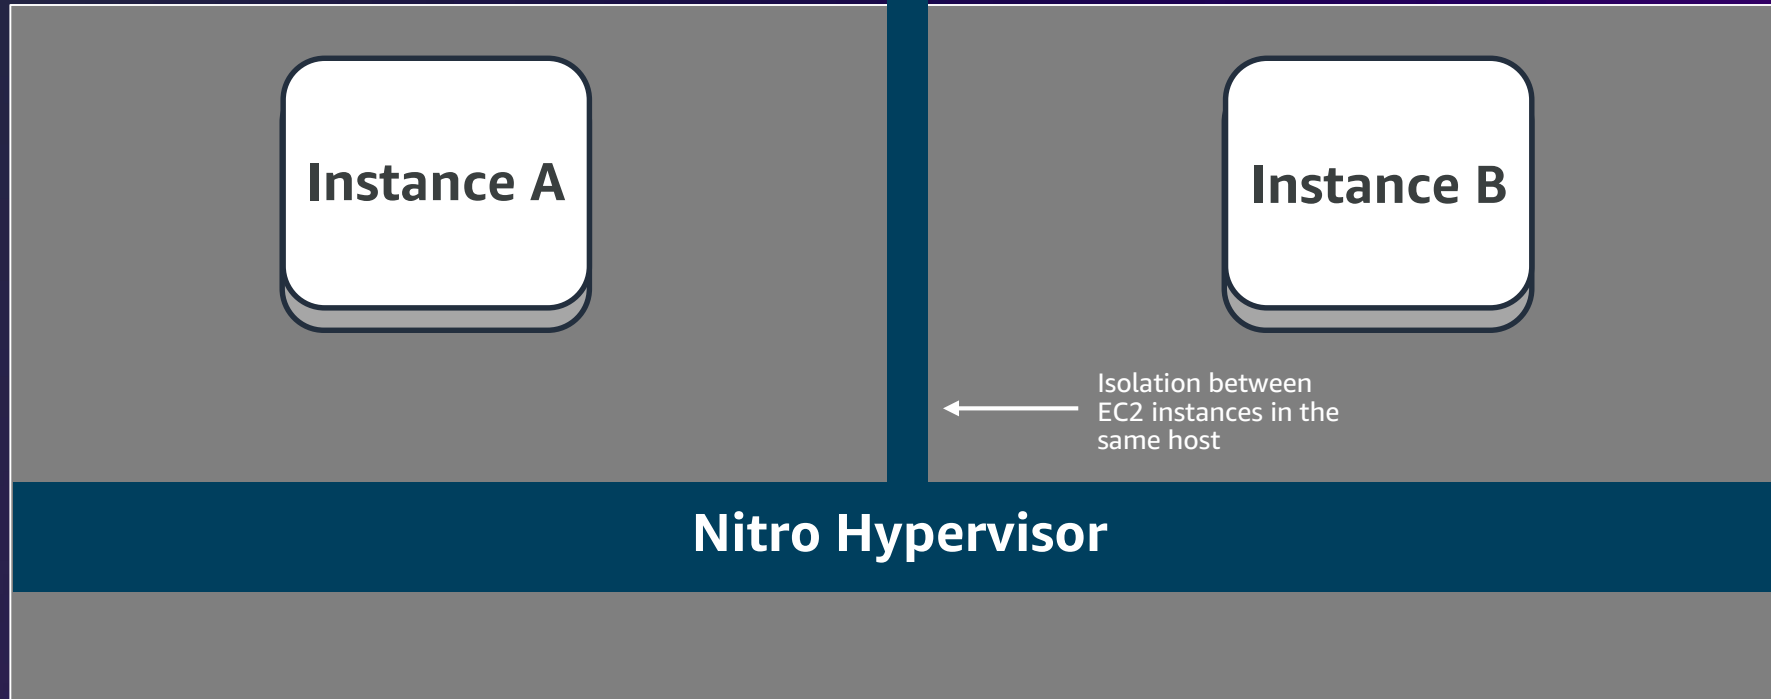 Instance A
Instance B
Isolation between
EC2 instances in the
same host
Nitro Hypervisor